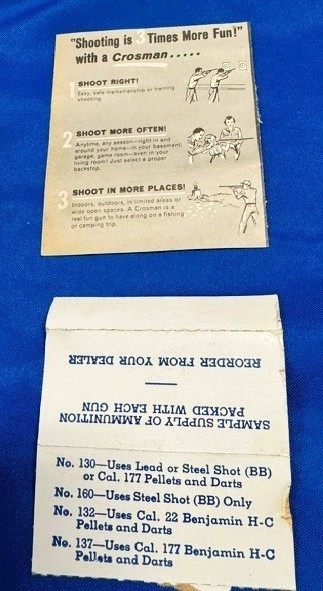 "Shooting is 3 Times More Fun!"
with a Crosman.....
1 SHOOT RIGHT!
Easy, safe marksmanship or training
shooting.
2 SHOOT MORE OFTEN!
Anytime, any season—right in and
around your home—in your basement,
garage, game room—even in your
living room! Just select a proper
backstop.
3 SHOOT IN MORE PLACES!
Indoors, outdoors, in limited areas or
wide open spaces. A Crosman is a
real fun gun to have along on a fishing
or camping trip.
SAMPLE SUPPLY OF AMMUNITION
PACKED WITH EACH GUN
—
REORDER FROM YOUR DEALER
No. 130—Uses Lead or Steel Shot (BB)
or Cal. 177 Pellets and Darts
No. 160—Uses Steel Shot (BB) Only
No. 132—Uses Cal. 22 Benjamin H-C
Pellets and Darts
No. 137—Uses Cal. 177 Benjamin H-C
Pellets and Darts